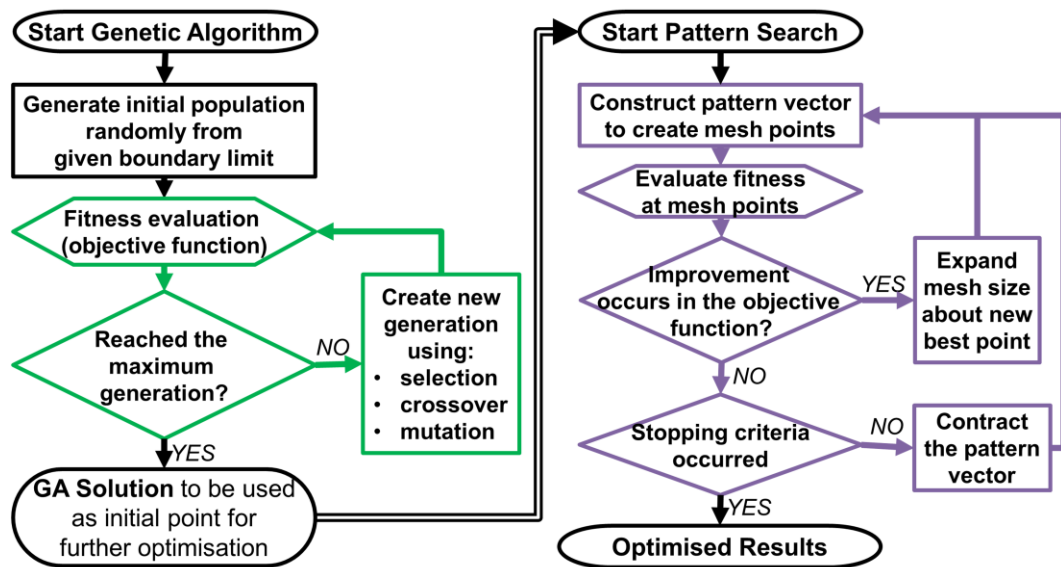 Start Genetic Algorithm
Generate initial population
randomly from
given boundary limit
Fitness evaluation
(objective function)
Reached the
maximum
generation?
NO
Create new
generation
using:
• selection
• crossover
• mutation
YES
GA Solution to be used
as initial point for
further optimisation
Start Pattern Search
Construct pattern vector
to create mesh points
Evaluate fitness
at mesh points
Improvement
occurs in the objective
function?
YES
Expand
mesh size
about new
best point
NO
Stopping criteria
occurred
NO
Contract
the pattern
vector
YES
Optimised Results